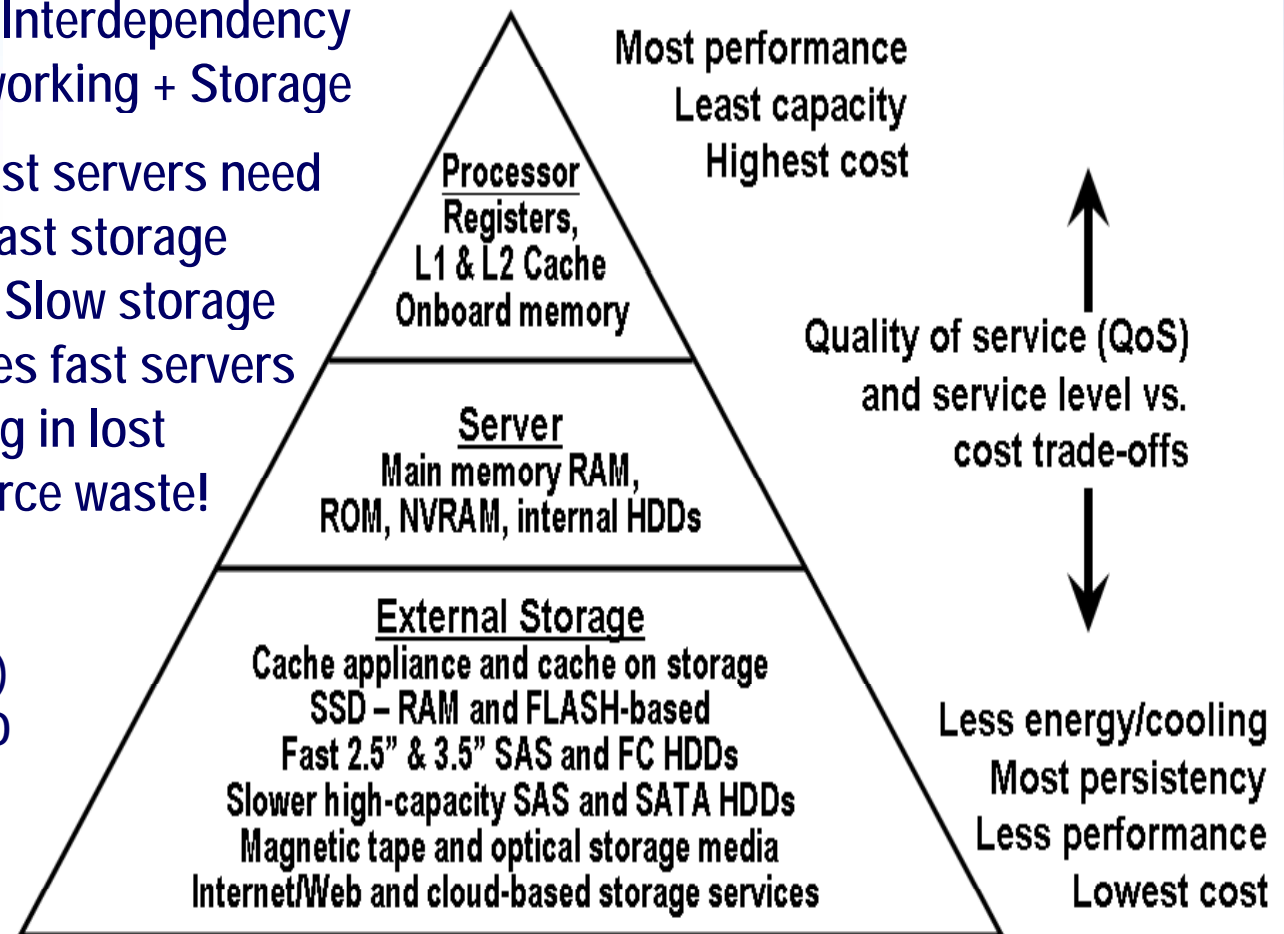 Interdependency
working + Storage
st servers need
ast storage
Slow storage
es fast servers
g in lost
rce waste!
)
Processor
Registers,
L1 & L2 Cache
Onboard memory
Server
Main memory RAM,
ROM, NVRAM, internal HDDs
External Storage
Cache appliance and cache on storage
SSD – RAM and FLASH-based
Fast 2.5” & 3.5” SAS and FC HDDs
Slower high-capacity SAS and SATA HDDs
Magnetic tape and optical storage media
Internet/Web and cloud-based storage services
Most performance
Least capacity
Highest cost
Quality of service (QoS)
and service level vs.
cost trade-offs
Less energy/cooling
Most persistency
Less performance
Lowest cost